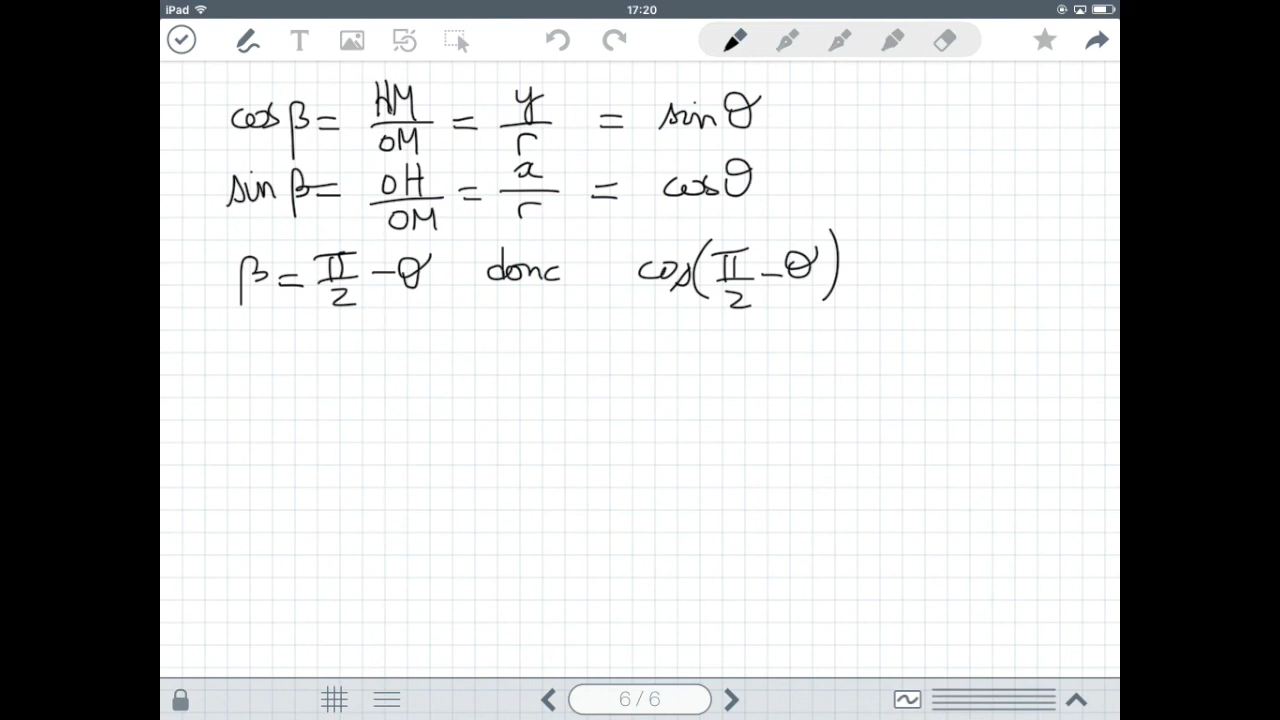 iPad 17:20
cos β = HM/OM = y/r = sin θ
sin β = OH/OM = x/r = cos θ
β = π/2 - θ donc cos(π/2 - θ)
6 / 6